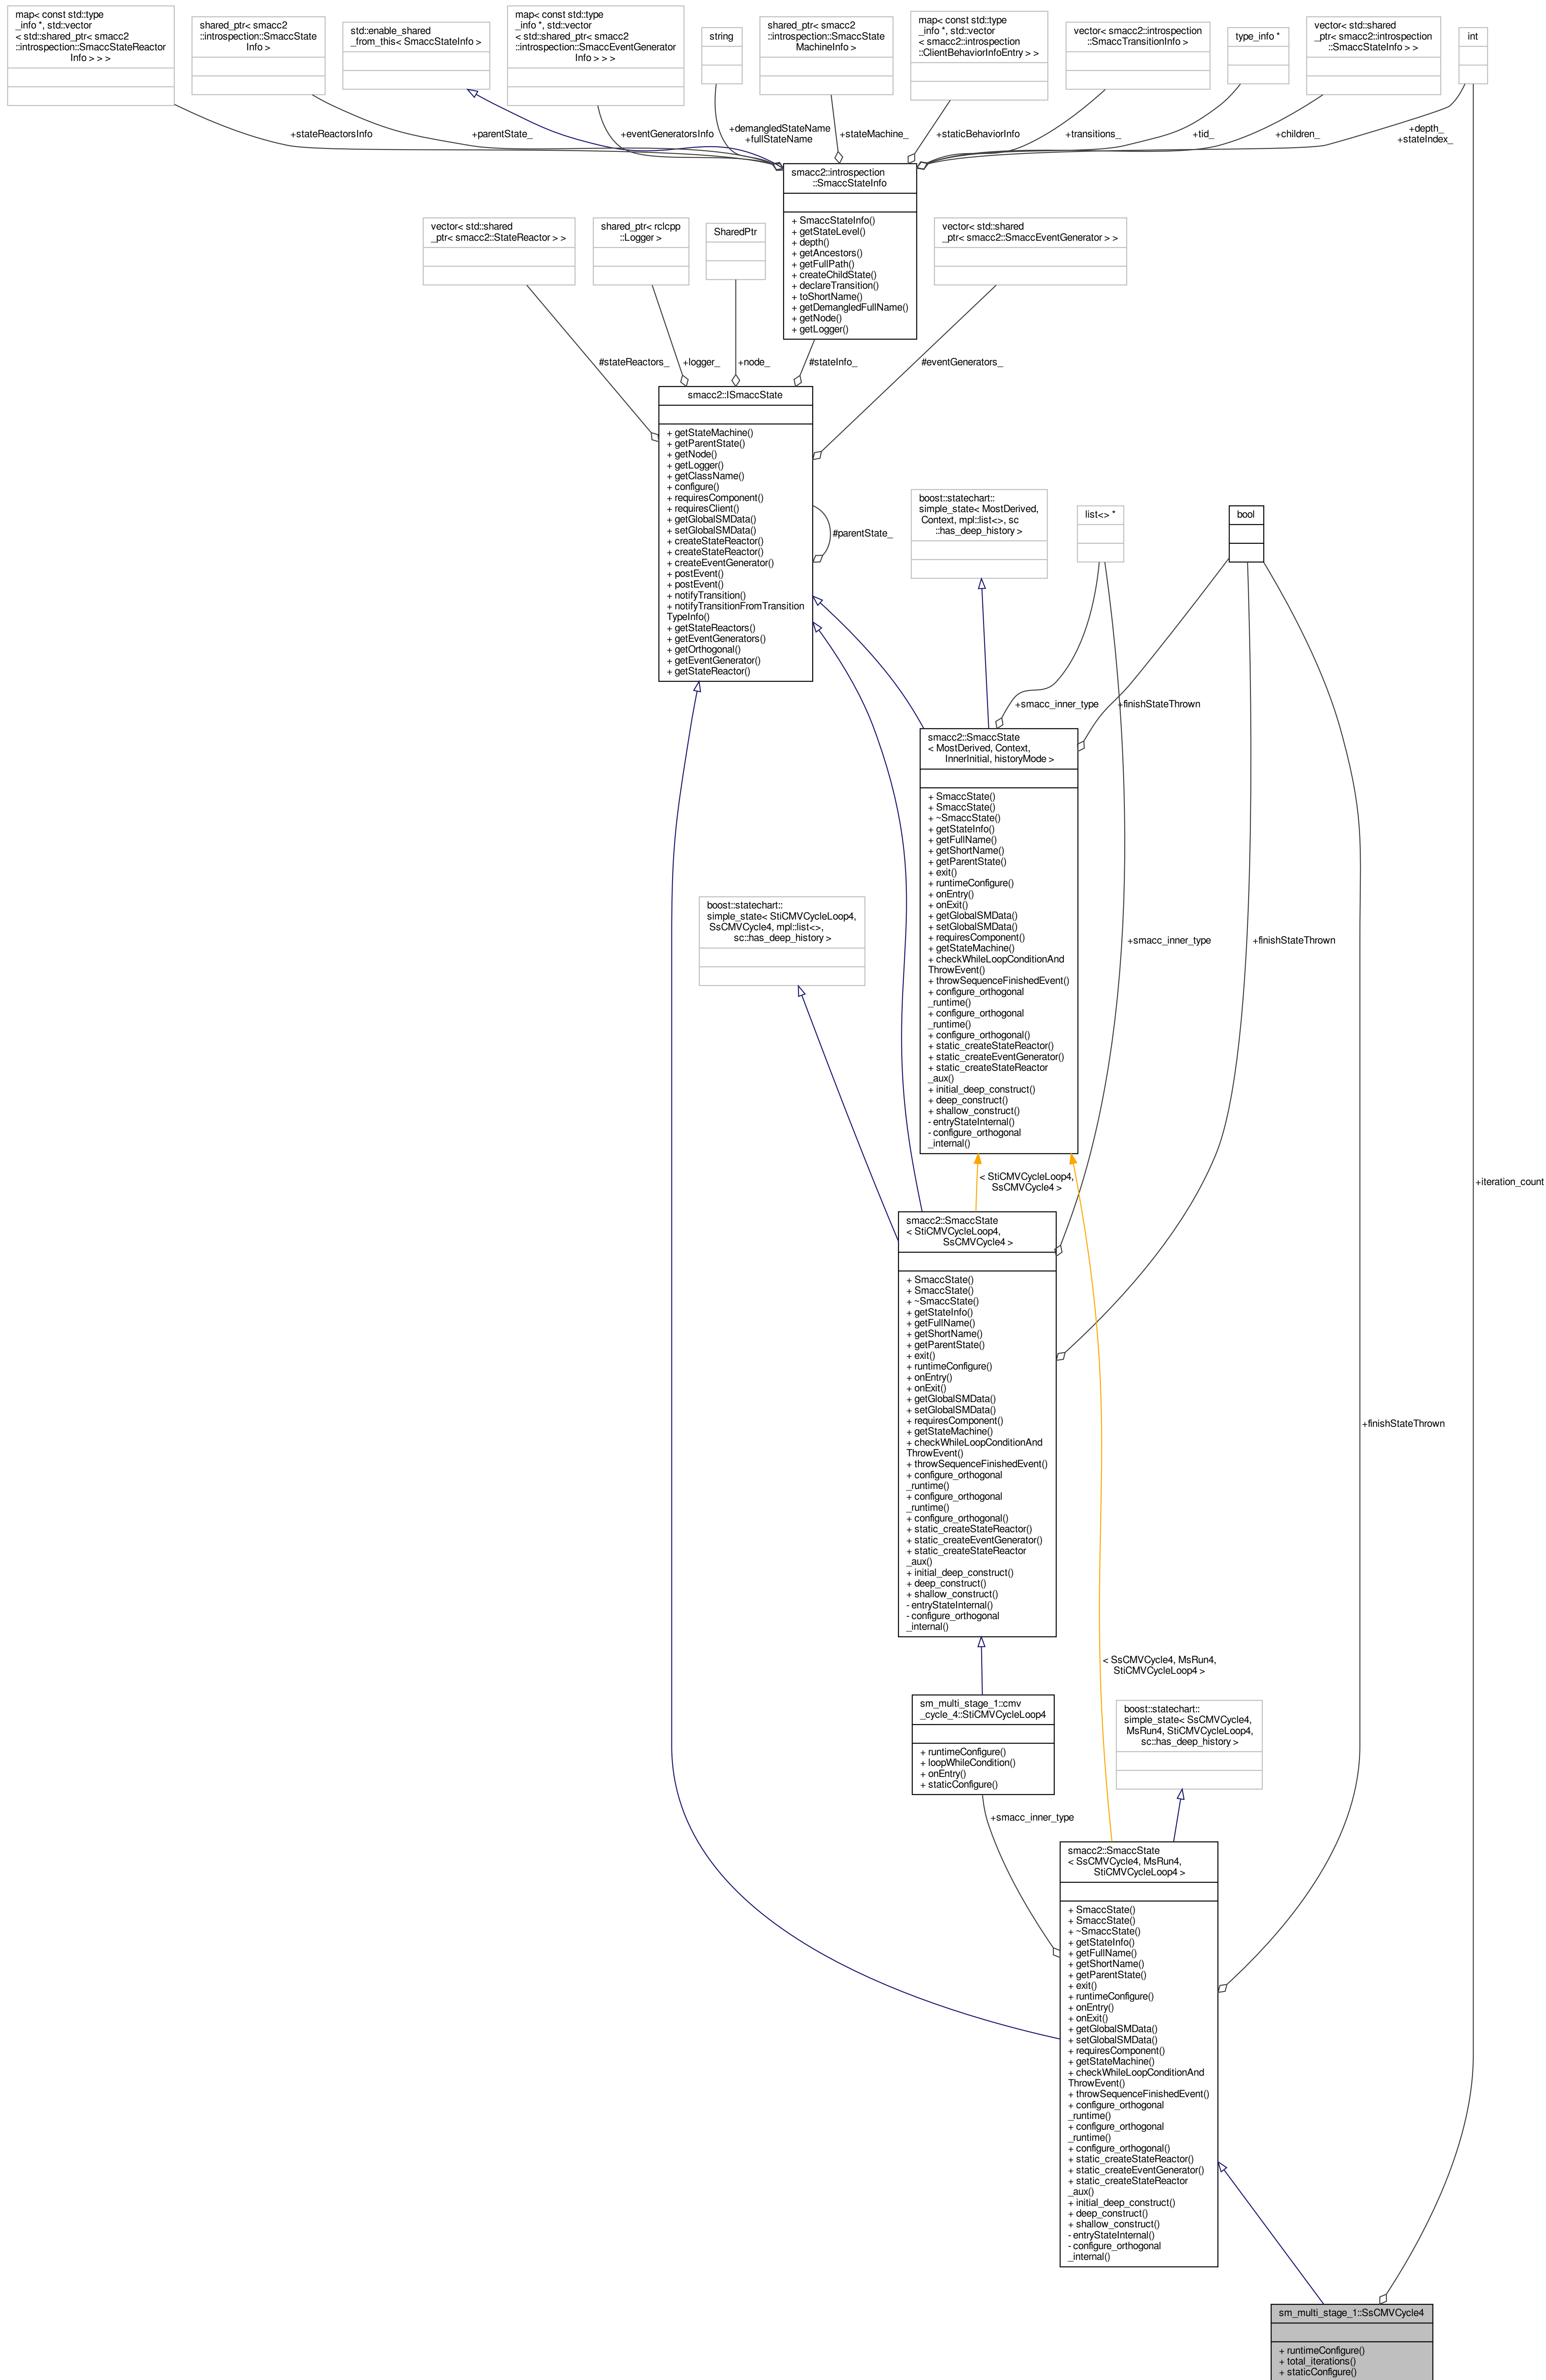 map< const std::type
_info *, std::vector
< std::shared_ptr< smacc2
::introspection::SmaccStateReactor
Info > > >
shared_ptr< smacc2
::introspection::SmaccState
Info >
std::enable_shared
_from_this< SmaccStateInfo >
map< const std::type
_info *, std::vector
< std::shared_ptr< smacc2
::introspection::SmaccEventGenerator
Info > > >
string
shared_ptr< smacc2
::introspection::SmaccState
MachineInfo >
map< const std::type
_info *, std::vector
< smacc2::introspection
::ClientBehaviorInfoEntry > >
vector< smacc2::introspection
::SmaccTransitionInfo >
type_info *
vector< std::shared
_ptr< smacc2::introspection
::SmaccStateInfo > >
int
+stateReactorsInfo
+parentState_
+eventGeneratorsInfo
+demangledStateName
+fullStateName
+stateMachine_
+staticBehaviorInfo
+transitions_
+tid_
+children_
+depth_
+stateIndex_
smacc2::introspection
::SmaccStateInfo
+ SmaccStateInfo()
+ getStateLevel()
+ depth()
+ getAncestors()
+ getFullPath()
+ createChildState()
+ declareTransition()
+ toShortName()
+ getDemangledFullName()
+ getNode()
+ getLogger()
vector< std::shared
_ptr< smacc2::StateReactor > >
shared_ptr< rclcpp
::Logger >
SharedPtr
vector< std::shared
_ptr< smacc2::SmaccEventGenerator > >
#stateReactors_
+logger_
+node_
#stateInfo_
#eventGenerators_
smacc2::ISmaccState
+ getStateMachine()
+ getParentState()
+ getNode()
+ getLogger()
+ getClassName()
+ configure()
+ requiresComponent()
+ requiresClient()
+ getGlobalSMData()
+ setGlobalSMData()
+ createStateReactor()
+ createStateReactor()
+ createEventGenerator()
+ postEvent()
+ postEvent()
+ notifyTransition()
+ notifyTransitionFromTransition
TypeInfo()
+ getStateReactors()
+ getEventGenerators()
+ getOrthogonal()
+ getEventGenerator()
+ getStateReactor()
#parentState_
boost::statechart::
simple_state< MostDerived,
Context, mpl::list<>, sc
::has_deep_history >
list<> *
bool
+smacc_inner_type
+finishStateThrown
smacc2::SmaccState
< MostDerived, Context,
InnerInitial, historyMode >
+ SmaccState()
+ SmaccState()
+ ~SmaccState()
+ getStateInfo()
+ getFullName()
+ getShortName()
+ getParentState()
+ exit()
+ runtimeConfigure()
+ onEntry()
+ onExit()
+ getGlobalSMData()
+ setGlobalSMData()
+ requiresComponent()
+ getStateMachine()
+ checkWhileLoopConditionAnd
ThrowEvent()
+ throwSequenceFinishedEvent()
+ configure_orthogonal
_runtime()
+ configure_orthogonal
_runtime()
+ configure_orthogonal()
+ static_createStateReactor()
+ static_createEventGenerator()
+ static_createStateReactor
_aux()
+ initial_deep_construct()
+ deep_construct()
+ shallow_construct()
- entryStateInternal()
- configure_orthogonal
_internal()
boost::statechart::
simple_state< StiCMVCycleLoop4,
SsCMVCycle4, mpl::list<>,
sc::has_deep_history >
+smacc_inner_type
+finishStateThrown
< StiCMVCycleLoop4,
SsCMVCycle4 >
+iteration_count
smacc2::SmaccState
< StiCMVCycleLoop4,
SsCMVCycle4 >
+ SmaccState()
+ SmaccState()
+ ~SmaccState()
+ getStateInfo()
+ getFullName()
+ getShortName()
+ getParentState()
+ exit()
+ runtimeConfigure()
+ onEntry()
+ onExit()
+ getGlobalSMData()
+ setGlobalSMData()
+ requiresComponent()
+ getStateMachine()
+ checkWhileLoopConditionAnd
ThrowEvent()
+ throwSequenceFinishedEvent()
+ configure_orthogonal
_runtime()
+ configure_orthogonal
_runtime()
+ configure_orthogonal()
+ static_createStateReactor()
+ static_createEventGenerator()
+ static_createStateReactor
_aux()
+ initial_deep_construct()
+ deep_construct()
+ shallow_construct()
- entryStateInternal()
- configure_orthogonal
_internal()
+finishStateThrown
< SsCMVCycle4, MsRun4,
StiCMVCycleLoop4 >
sm_multi_stage_1::cmv
_cycle_4::StiCMVCycleLoop4
+ runtimeConfigure()
+ loopWhileCondition()
+ onEntry()
+ staticConfigure()
boost::statechart::
simple_state< SsCMVCycle4,
MsRun4, StiCMVCycleLoop4,
sc::has_deep_history >
+smacc_inner_type
smacc2::SmaccState
< SsCMVCycle4, MsRun4,
StiCMVCycleLoop4 >
+ SmaccState()
+ SmaccState()
+ ~SmaccState()
+ getStateInfo()
+ getFullName()
+ getShortName()
+ getParentState()
+ exit()
+ runtimeConfigure()
+ onEntry()
+ onExit()
+ getGlobalSMData()
+ setGlobalSMData()
+ requiresComponent()
+ getStateMachine()
+ checkWhileLoopConditionAnd
ThrowEvent()
+ throwSequenceFinishedEvent()
+ configure_orthogonal
_runtime()
+ configure_orthogonal
_runtime()
+ configure_orthogonal()
+ static_createStateReactor()
+ static_createEventGenerator()
+ static_createStateReactor
_aux()
+ initial_deep_construct()
+ deep_construct()
+ shallow_construct()
- entryStateInternal()
- configure_orthogonal
_internal()
sm_multi_stage_1::SsCMVCycle4
+ runtimeConfigure()
+ total_iterations()
+ staticConfigure()